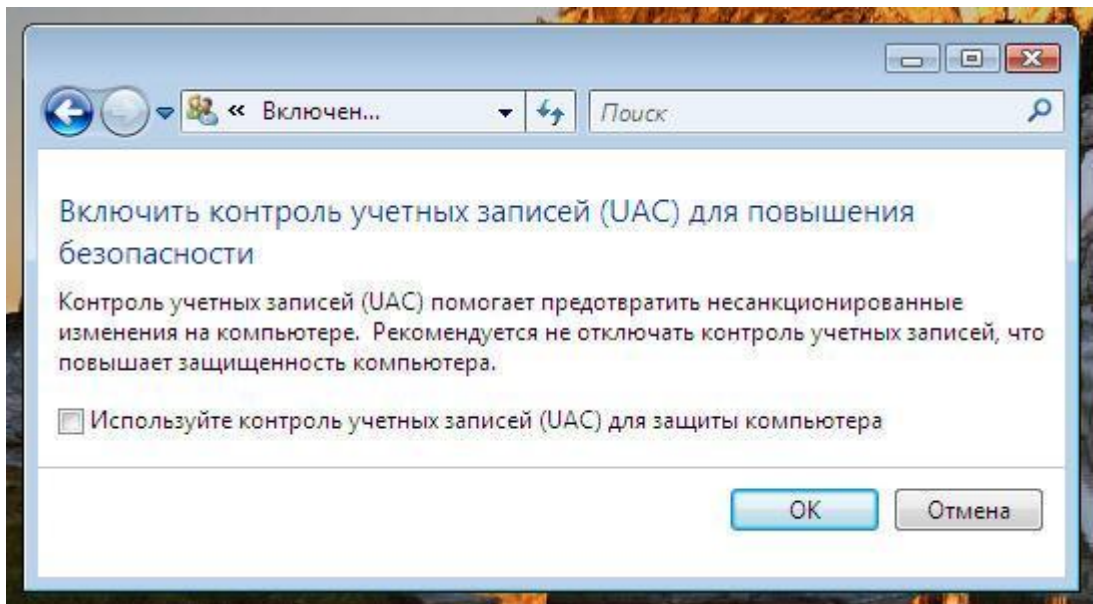 « Включен...
Поиск
Включить контроль учетных записей (UAC) для повышения
безопасности
Контроль учетных записей (UAC) помогает предотвратить несанкционированные
изменения на компьютере. Рекомендуется не отключать контроль учетных записей, что
повышает защищенность компьютера.
Используйте контроль учетных записей (UAC) для защиты компьютера
OK
Отмена